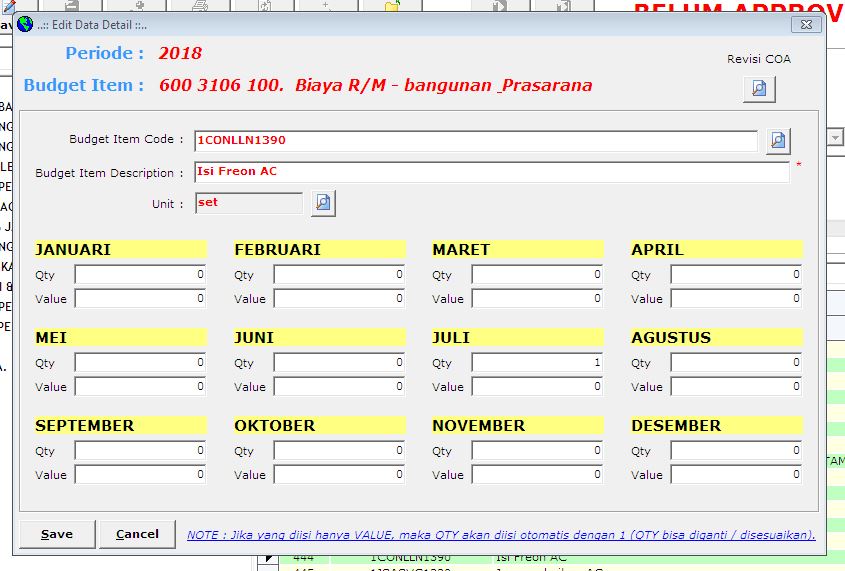 BELUM APPROV
..:: Edit Data Detail ::..
Periode : 2018
Revisi COA
Budget Item : 600 3106 100. Biaya R/M - bangunan _Prasarana
Budget Item Code : 1CONLLN1390
Budget Item Description : Isi Freon AC *
Unit : set
JANUARI FEBRUARI MARET APRIL
Qty 0 Qty 0 Qty 0 Qty 0
Value 0 Value 0 Value 0 Value 0
MEI JUNI JULI AGUSTUS
Qty 0 Qty 0 Qty 1 Qty 0
Value 0 Value 0 Value 0 Value 0
SEPTEMBER OKTOBER NOVEMBER DESEMBER
Qty 0 Qty 0 Qty 0 Qty 0
Value 0 Value 0 Value 0 Value 0
Save Cancel NOTE : Jika yang diisi hanya VALUE, maka QTY akan diisi otomatis dengan 1 (QTY bisa diganti / disesuaikan).
444 1CONLLN1390 Isi Freon AC